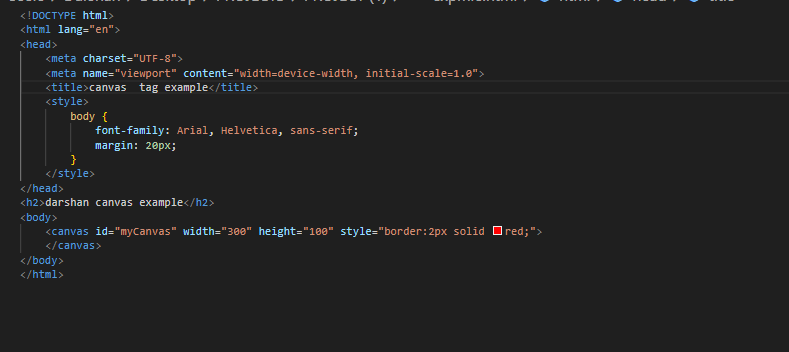 <!DOCTYPE html>
<html lang="en">
<head>
    <meta charset="UTF-8">
    <meta name="viewport" content="width=device-width, initial-scale=1.0">
    <title>canvas  tag example</title>
    <style>
        body {
            font-family: Arial, Helvetica, sans-serif;
            margin: 20px;
        }
    </style>
</head>
<h2>darshan canvas example</h2>
<body>
    <canvas id="myCanvas" width="300" height="100" style="border:2px solid red;">
    </canvas>
</body>
</html>